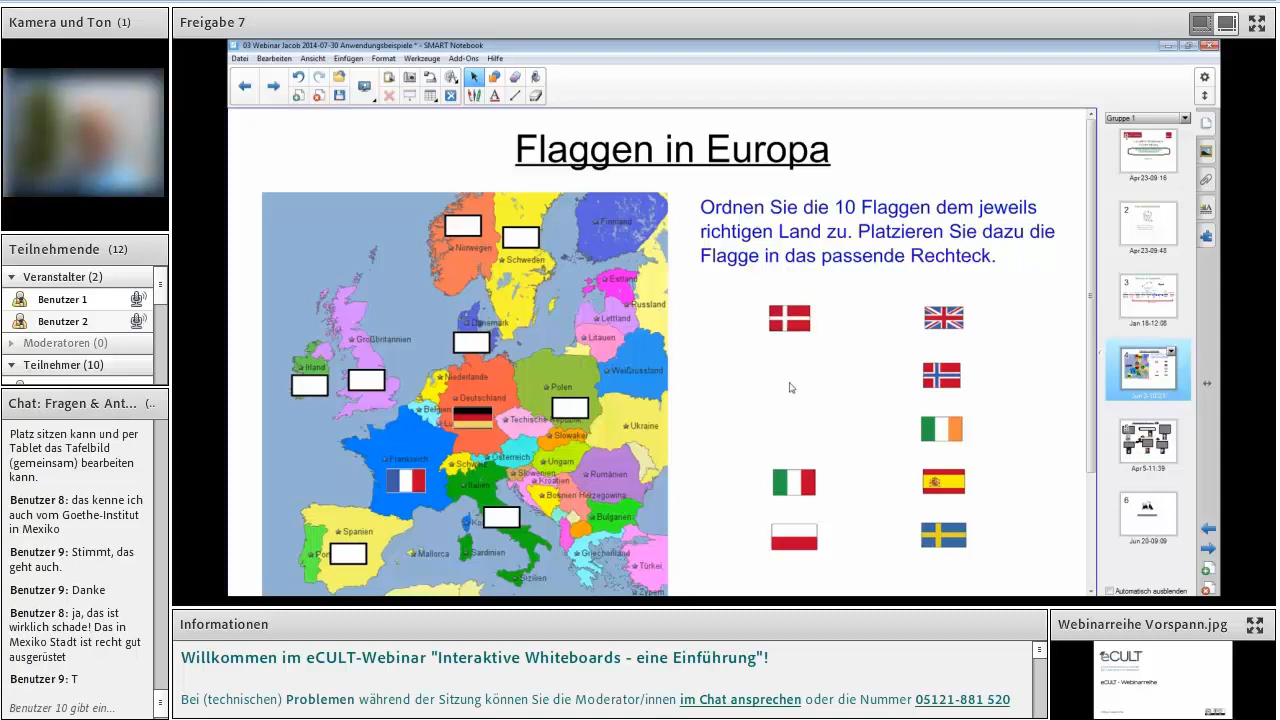 Kamera und Ton (1)
Teilnehmende (12)
Veranstalter (2)
Benutzer 1
Benutzer 2
Moderatoren (0)
Teilnehmer (10)
Chat: Fragen & Ant... (..
Platz sitzen kann und per
Tablet das Tafelbild
(gemeinsam) bearbeiten
kann.
Benutzer 8: das kenne ich
auch vom Goethe-Institut
in Mexiko
Benutzer 9: Stimmt, das
geht auch.
Benutzer 9: Danke
Benutzer 8: ja, das ist
wirklich schade! Das in
Mexiko Stadt ist recht gut
ausgerüstet
Benutzer 9: T
Benutzer 10 gibt ein...
Freigabe 7
03 Webinar Jacob 2014-07-30 Anwendungsbeispiele * - SMART Notebook
Datei Bearbeiten Ansicht Einfügen Format Werkzeuge Add-Ons Hilfe
Flaggen in Europa
Ordnen Sie die 10 Flaggen dem jeweils
richtigen Land zu. Platzieren Sie dazu die
Flagge in das passende Rechteck.
Finnland
Norwegen
Schweden
Estland
Russland
Lettland
Dänemark
Litauen
Großbritannien
Irland
Weißrussland
Niederlande
Polen
Deutschland
Belgien
Tschechische Republik
Ukraine
Slowakei
Frankreich
Österreich
Schweiz
Ungarn
Rumänien
Slowenien
Italien
Kroatien
Bosnien Herzegowina
Bulgarien
Spanien
Mallorca
Sardinien
Griechenland
Türkei
Sizilien
Zypern
Gruppe 1
Apr 23-09:16
2
Apr 23-09:48
3
Jan 16-12:08
Jun 3-10:21
Apr 5-11:39
6
Jun 20-09:09
Automatisch ausblenden
Informationen
Willkommen im eCULT-Webinar "Interaktive Whiteboards - eine Einführung"!
Bei (technischen) Problemen während der Sitzung können Sie die Moderator/innen im Chat ansprechen oder die Nummer 05121-881 520
Webinarreihe Vorspann.jpg
eCULT
eCULT - Webinarreihe